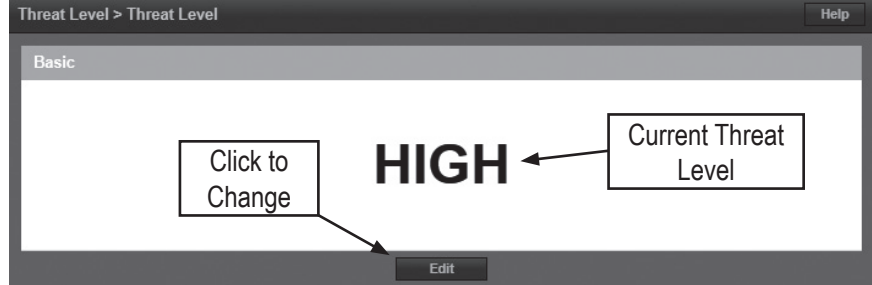 Threat Level > Threat Level
Help
Basic
Click to
Change
HIGH
Current Threat
Level
Edit